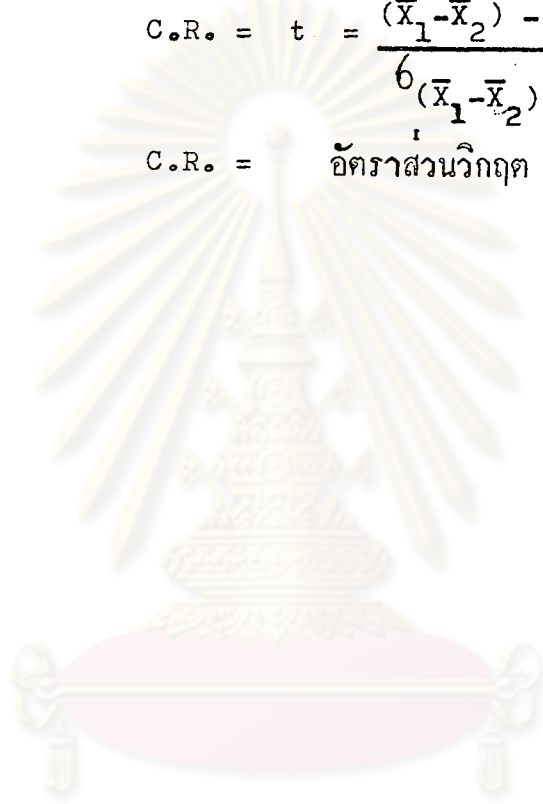 C.R. = t = (X̄₁-X̄₂) -
6(X̄₁-X̄₂)
C.R. = อัตราส่วนวิกฤต